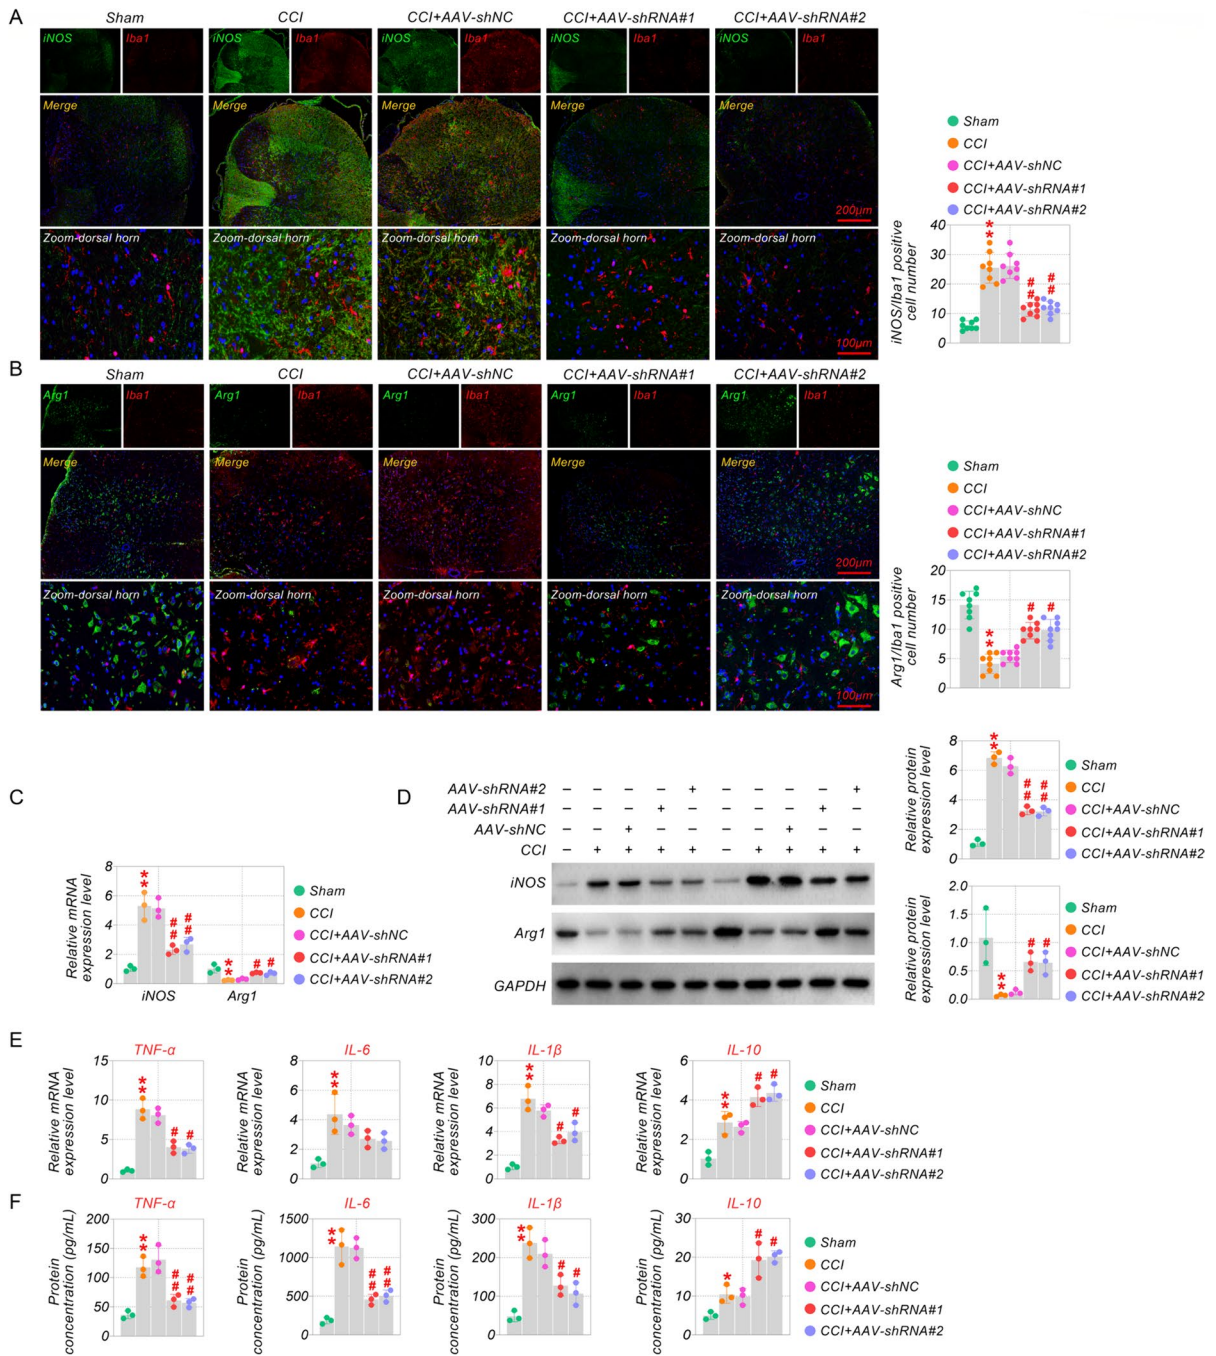 A
Sham CCI CCI+AAV-shNC CCI+AAV-shRNA#1 CCI+AAV-shRNA#2
iNOS Iba1 iNOS Iba1 iNOS Iba1 iNOS Iba1 iNOS Iba1
Merge Merge Merge Merge Merge
200μm
Zoom-dorsal horn Zoom-dorsal horn Zoom-dorsal horn Zoom-dorsal horn Zoom-dorsal horn
100μm
Sham
CCI
CCI+AAV-shNC
CCI+AAV-shRNA#1
CCI+AAV-shRNA#2
iNOS/Iba1 positive
cell number
40
30
20
10
0
** ## ##
B
Sham CCI CCI+AAV-shNC CCI+AAV-shRNA#1 CCI+AAV-shRNA#2
Arg1 Iba1 Arg1 Iba1 Arg1 Iba1 Arg1 Iba1 Arg1 Iba1
Merge Merge Merge Merge Merge
200μm
Zoom-dorsal horn Zoom-dorsal horn Zoom-dorsal horn Zoom-dorsal horn Zoom-dorsal horn
100μm
Sham
CCI
CCI+AAV-shNC
CCI+AAV-shRNA#1
CCI+AAV-shRNA#2
Arg1/Iba1 positive
cell number
20
15
10
5
0
** # #
C
Relative mRNA
expression level
8
6
4
2
0
** ## ## ** # #
iNOS Arg1
Sham
CCI
CCI+AAV-shNC
CCI+AAV-shRNA#1
CCI+AAV-shRNA#2
D
AAV-shRNA#2 – – – – + – – – – +
AAV-shRNA#1 – – – + – – – – + –
AAV-shNC – – + – – – – + – –
CCI – + + + + – + + + +
iNOS
Arg1
GAPDH
Relative protein
expression level
8
6
4
2
0
** ## ##
Sham
CCI
CCI+AAV-shNC
CCI+AAV-shRNA#1
CCI+AAV-shRNA#2
Relative protein
expression level
2.0
1.5
1.0
0.5
0.0
** # #
Sham
CCI
CCI+AAV-shNC
CCI+AAV-shRNA#1
CCI+AAV-shRNA#2
E
TNF-α
Relative mRNA
expression level
15
10
5
0
** # #
IL-6
Relative mRNA
expression level
8
6
4
2
0
**
IL-1β
Relative mRNA
expression level
10
8
6
4
2
0
** # #
IL-10
Relative mRNA
expression level
6
4
2
0
** # #
Sham
CCI
CCI+AAV-shNC
CCI+AAV-shRNA#1
CCI+AAV-shRNA#2
F
TNF-α
Protein
concentration (pg/mL)
200
150
100
50
0
** ## ##
IL-6
Protein
concentration (pg/mL)
1500
1000
500
0
** ## ##
IL-1β
Protein
concentration (pg/mL)
300
200
100
0
** # #
IL-10
Protein
concentration (pg/mL)
30
20
10
0
* # #
Sham
CCI
CCI+AAV-shNC
CCI+AAV-shRNA#1
CCI+AAV-shRNA#2